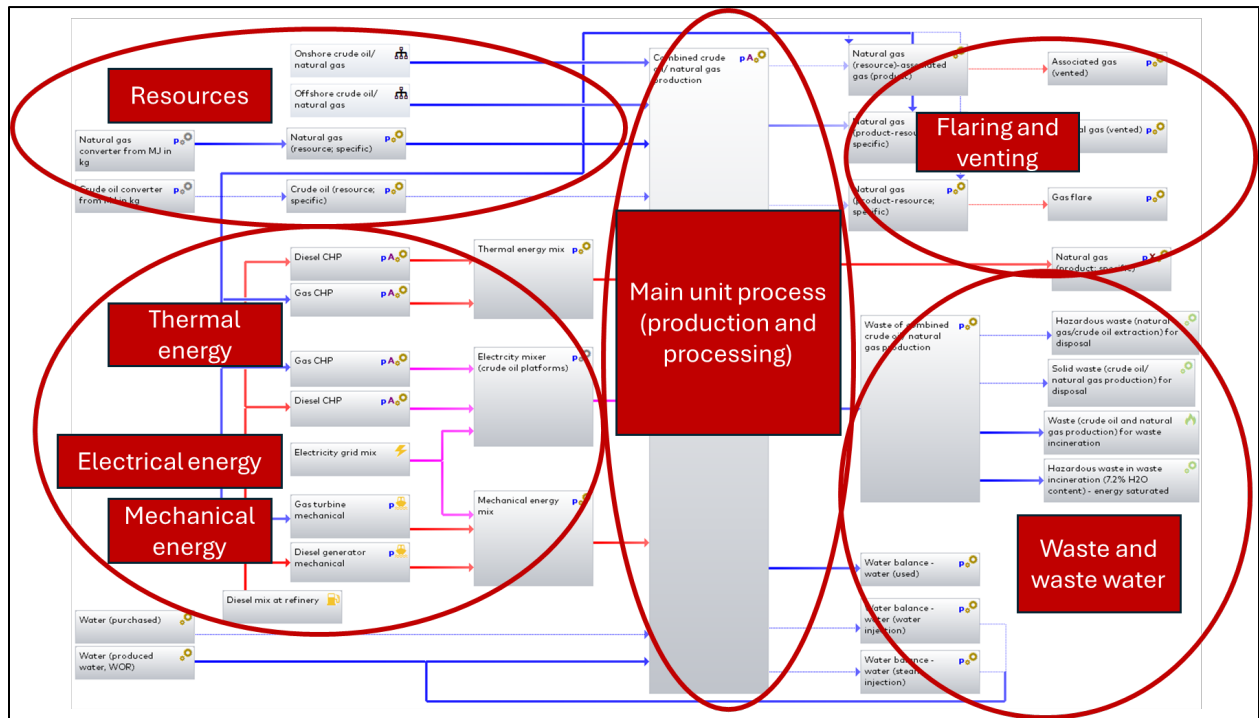 Onshore crude oil/
natural gas
Offshore crude oil/
natural gas
Resources
Natural gas
converter from MJ in
kg
Natural gas
(resource; specific)
Crude oil converter
from MJ in kg
Crude oil (resource;
specific)
Combined crude
oil/ natural gas
production
p A
Natural gas
(resource)-associated
gas (product)
Associated gas
(vented)
Natural gas
(product-resource;
specific)
gas (vented)
Flaring and
venting
Natural gas
(product-resource;
specific)
Gas flare
Natural gas
(product; specific)
p X
Diesel CHP
p A
Gas CHP
p A
Thermal energy mix
Thermal
energy
Gas CHP
p A
Diesel CHP
p A
Electricity grid mix
Electrcity mixer
(crude oil platforms)
Electrical energy
Mechanical
energy
Gas turbine
mechanical
Diesel generator
mechanical
Mechanical energy
mix
Diesel mix at refinery
Water (purchased)
Water (produced
water, WOR)
Main unit process
(production and
processing)
Waste of combined
crude oil/ natural
gas production
Hazardous waste (natural
gas/crude oil extraction) for
disposal
Solid waste (crude oil/
natural gas production) for
disposal
Waste (crude oil and natural
gas production) for waste
incineration
Hazardous waste in waste
incineration (7.2% H2O
content) - energy saturated
Waste and
waste water
Water balance -
water (used)
Water balance -
water (water
injection)
Water balance -
water (steam
injection)